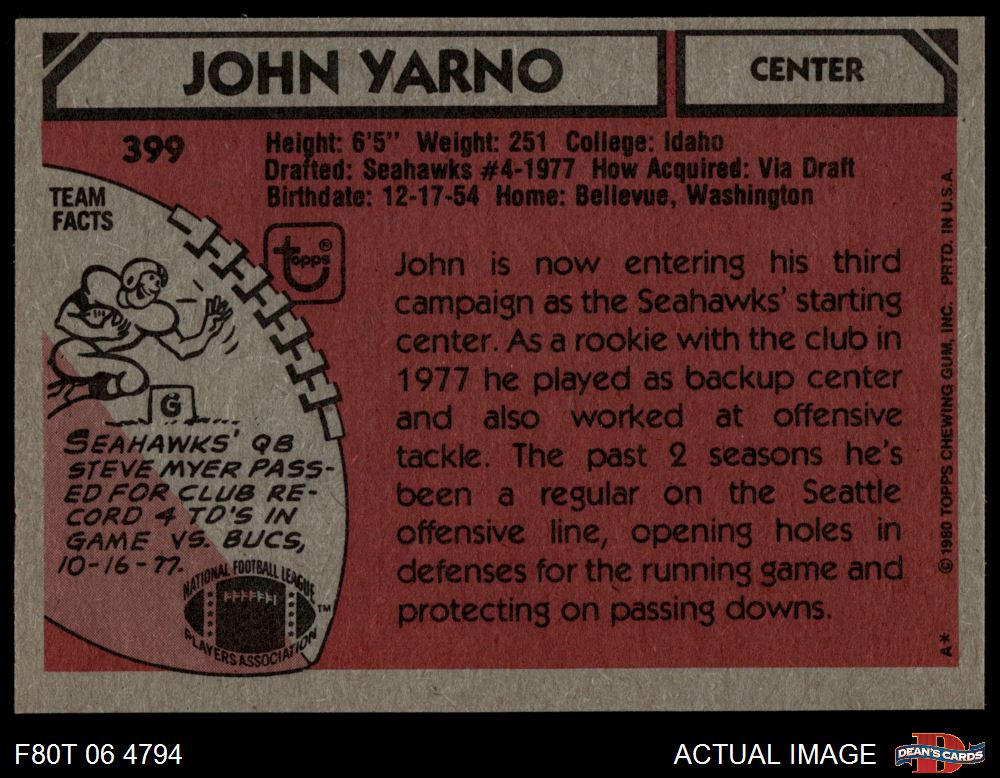 JOHN YARNO
CENTER
399
Height: 6'5" Weight: 251 College: Idaho
Drafted: Seahawks #4-1977 How Acquired: Via Draft
Birthdate: 12-17-54 Home: Bellevue, Washington
TEAM
FACTS
topps®
G
SEAHAWKS' QB
STEVE MYER PASS-
ED FOR CLUB RE-
CORD 4 TD'S IN
GAME VS. BUCS,
10-16-77.
NATIONAL FOOTBALL LEAGUE
PLAYERS ASSOCIATION
TM
John is now entering his third
campaign as the Seahawks' starting
center. As a rookie with the club in
1977 he played as backup center
and also worked at offensive
tackle. The past 2 seasons he's
been a regular on the Seattle
offensive line, opening holes in
defenses for the running game and
protecting on passing downs.
A* © 1980 TOPPS CHEWING GUM, INC. PRTD. IN U.S.A.
F80T 06 4794
ACTUAL IMAGE
DEAN'S CARDS